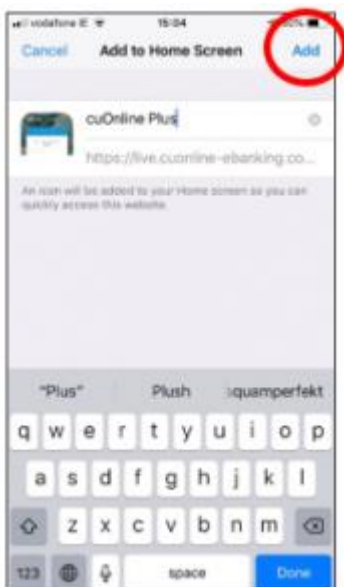 vodafone IE 15:04
Cancel Add to Home Screen Add
cuOnline Plus
https://live.cuonline-ebanking.co...
An icon will be added to your Home screen so you can
quickly access this website.
"Plus" Plush squamperfekt
q w e r t y u i o p
a s d f g h j k l
z x c v b n m
123 space Done